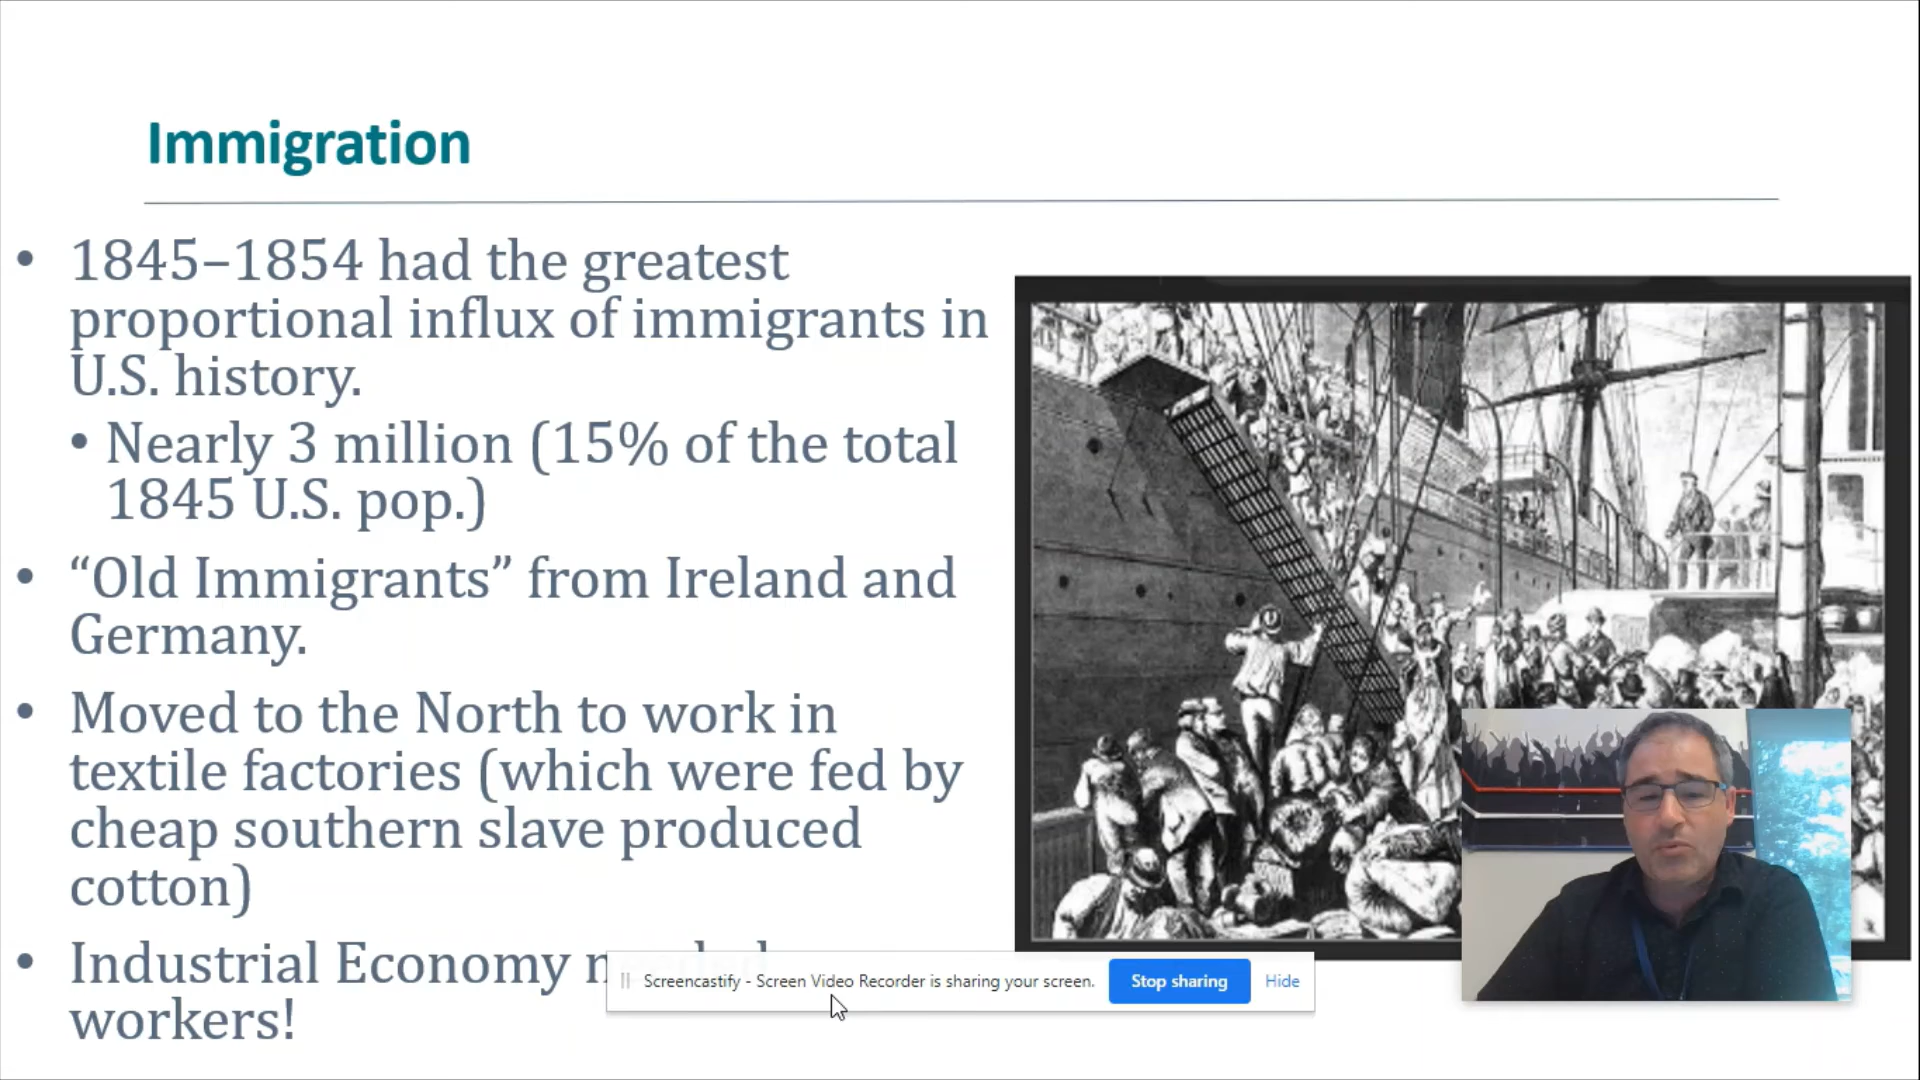 Immigration
• 1845–1854 had the greatest
proportional influx of immigrants in
U.S. history.
• Nearly 3 million (15% of the total
1845 U.S. pop.)
• “Old Immigrants” from Ireland and
Germany.
• Moved to the North to work in
textile factories (which were fed by
cheap southern slave produced
cotton)
• Industrial Economy needed
workers!
Screencastify - Screen Video Recorder is sharing your screen.
Stop sharing
Hide